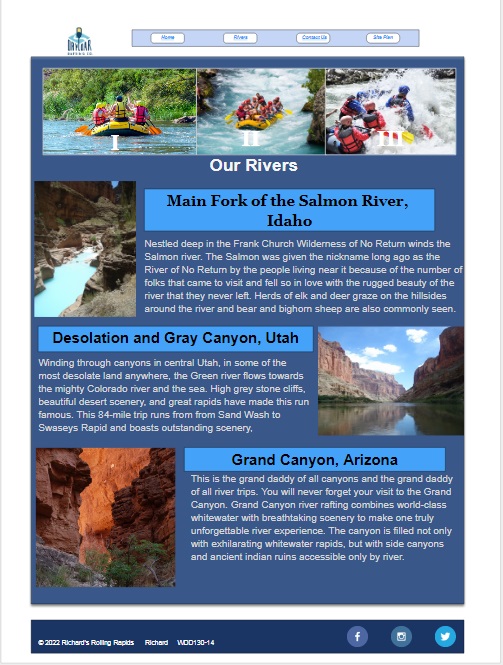 Home
Rivers
Contact Us
Site Plan
I
II
III
Our Rivers
Main Fork of the Salmon River,
Idaho
Nestled deep in the Frank Church Wilderness of No Return winds the
Salmon river. The Salmon was given the nickname long ago as the
River of No Return by the people living near it because of the number of
folks that came to visit and fell so in love with the rugged beauty of the
river that they never left. Herds of elk and deer graze on the hillsides
around the river and bear and bighorn sheep are also commonly seen.
Desolation and Gray Canyon, Utah
Winding through canyons in central Utah, in some of the
most desolate land anywhere, the Green river flows towards
the mighty Colorado river and the sea. High grey stone cliffs,
beautiful desert scenery, and great rapids have made this run
famous. This 84-mile trip runs from from Sand Wash to
Swaseys Rapid and boasts outstanding scenery,
Grand Canyon, Arizona
This is the grand daddy of all canyons and the grand daddy
of all river trips. You will never forget your visit to the Grand
Canyon. Grand Canyon river rafting combines world-class
whitewater with breathtaking scenery to make one truly
unforgettable river experience. The canyon is filled not only
with exhilarating whitewater rapids, but with side canyons
and ancient indian ruins accessible only by river.
© 2022 Richard's Rolling Rapids Richard WDD130-14